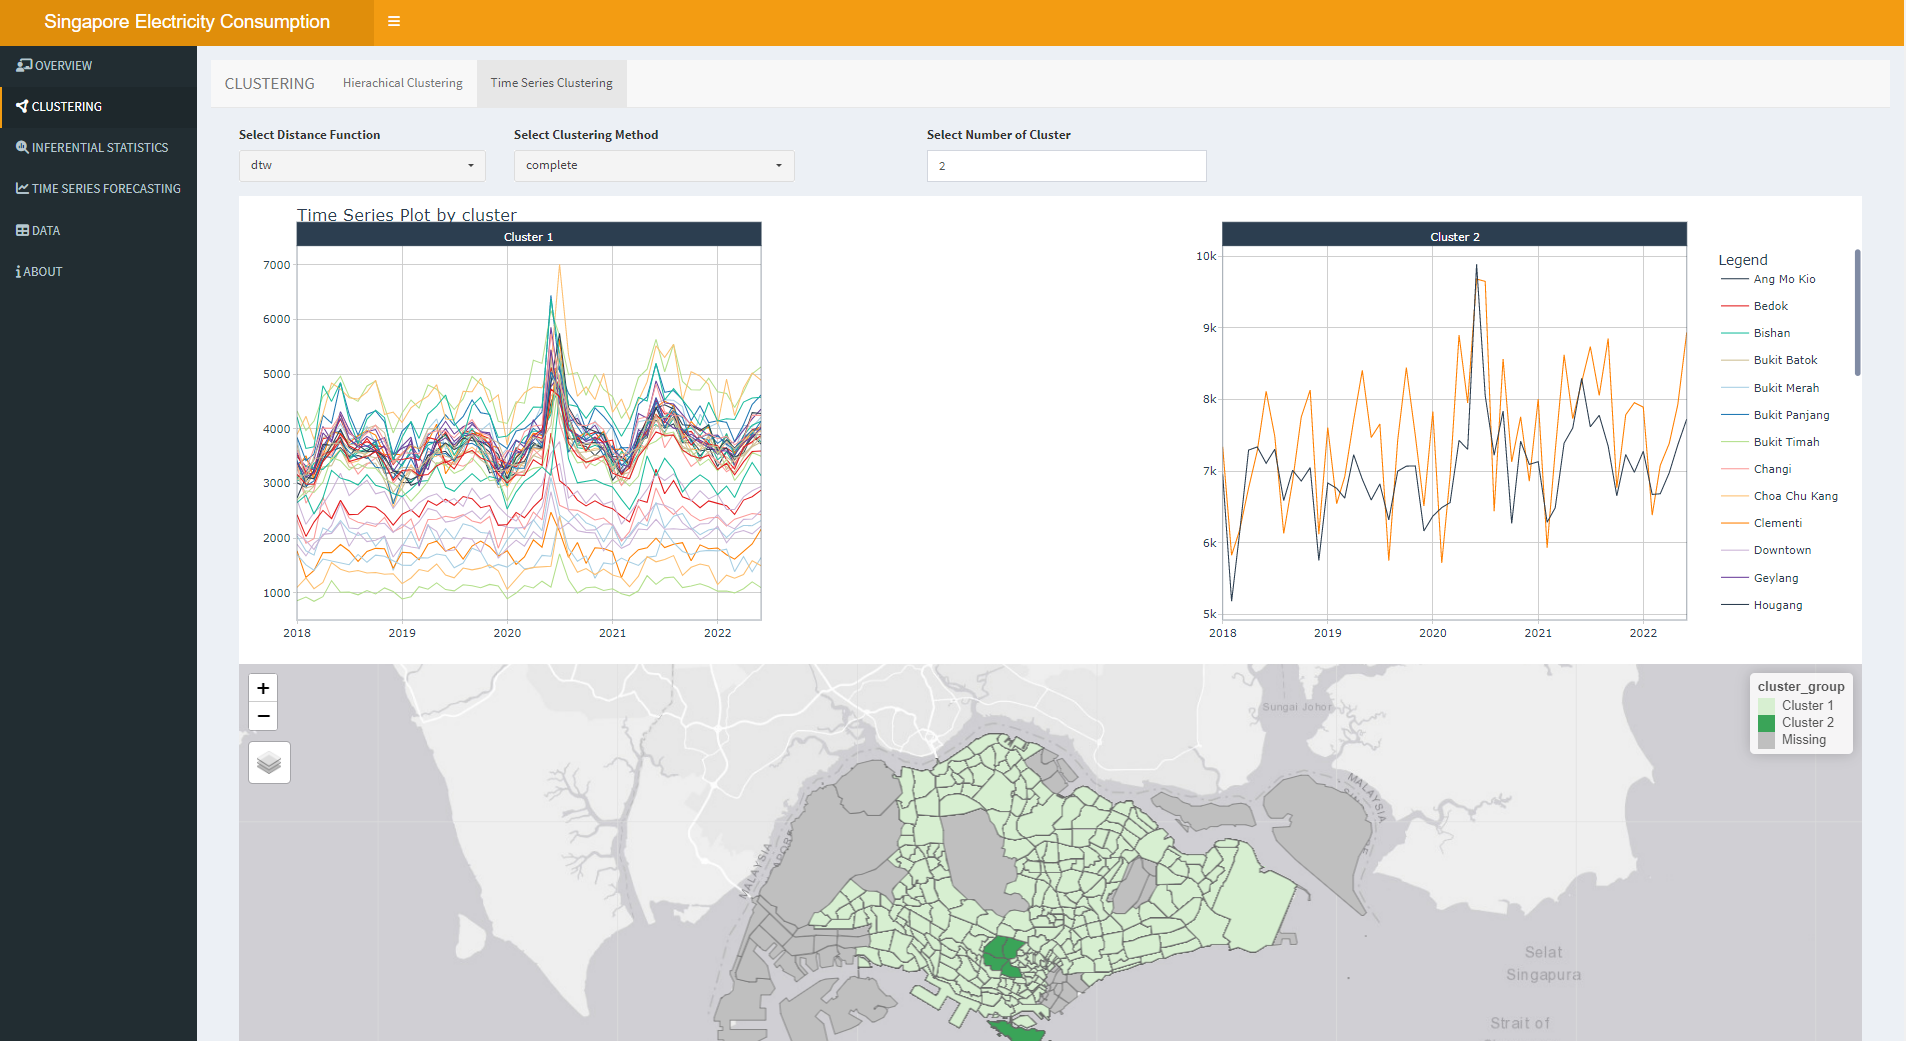 Singapore Electricity Consumption
OVERVIEW
CLUSTERING
INFERENTIAL STATISTICS
TIME SERIES FORECASTING
DATA
ABOUT
CLUSTERING Hierachical Clustering Time Series Clustering
Select Distance Function Select Clustering Method Select Number of Cluster
dtw complete 2
Time Series Plot by cluster
Cluster 1
7000
6000
5000
4000
3000
2000
1000
2018 2019 2020 2021 2022
Cluster 2
10k
9k
8k
7k
6k
5k
2018 2019 2020 2021 2022
Legend
Ang Mo Kio
Bedok
Bishan
Bukit Batok
Bukit Merah
Bukit Panjang
Bukit Timah
Changi
Choa Chu Kang
Clementi
Downtown
Geylang
Hougang
+
−
cluster_group
Cluster 1
Cluster 2
Missing
Sungai Johor
MALAYSIA
MALAYSIA
Selat
Singapura
Strait of